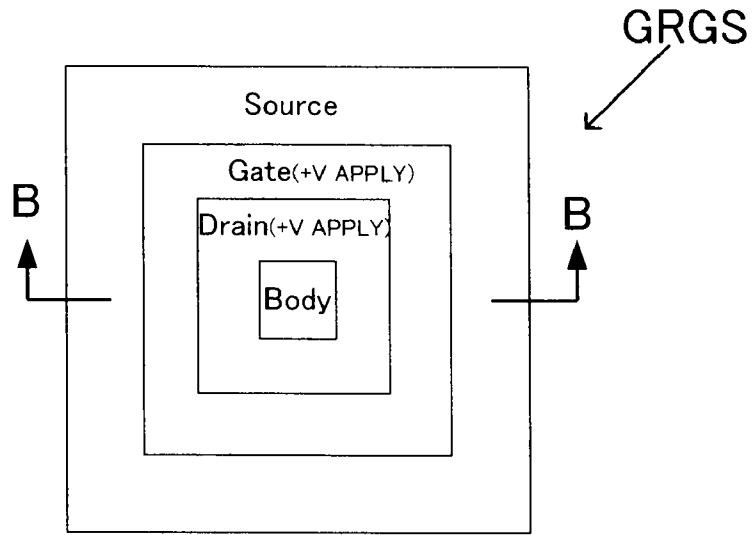 GRGS
Source
Gate(+V APPLY)
B
B
Drain(+V APPLY)
Body